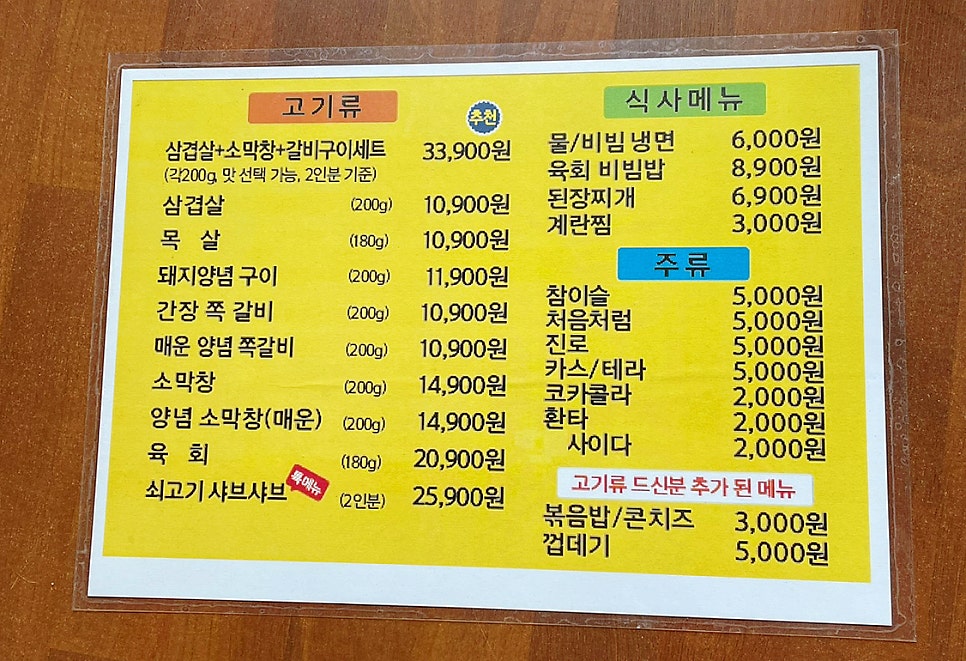 고기류
추천
삼겹살+소막창+갈비구이세트 33,900원
(각200g, 맛 선택 가능, 2인분 기준)
삼겹살 (200g) 10,900원
목 살 (180g) 10,900원
돼지양념 구이 (200g) 11,900원
간장 쪽 갈비 (200g) 10,900원
매운 양념 쪽갈비 (200g) 10,900원
소막창 (200g) 14,900원
양념 소막창(매운) (200g) 14,900원
육 회 (180g) 20,900원
쇠고기 샤브샤브 특메뉴 (2인분) 25,900원
식사메뉴
물/비빔 냉면 6,000원
육회 비빔밥 8,900원
된장찌개 6,900원
계란찜 3,000원
주류
참이슬 5,000원
처음처럼 5,000원
진로 5,000원
카스/테라 5,000원
코카콜라 2,000원
환타 2,000원
사이다 2,000원
고기류 드신분 추가 된 메뉴
볶음밥/콘치즈 3,000원
껍데기 5,000원